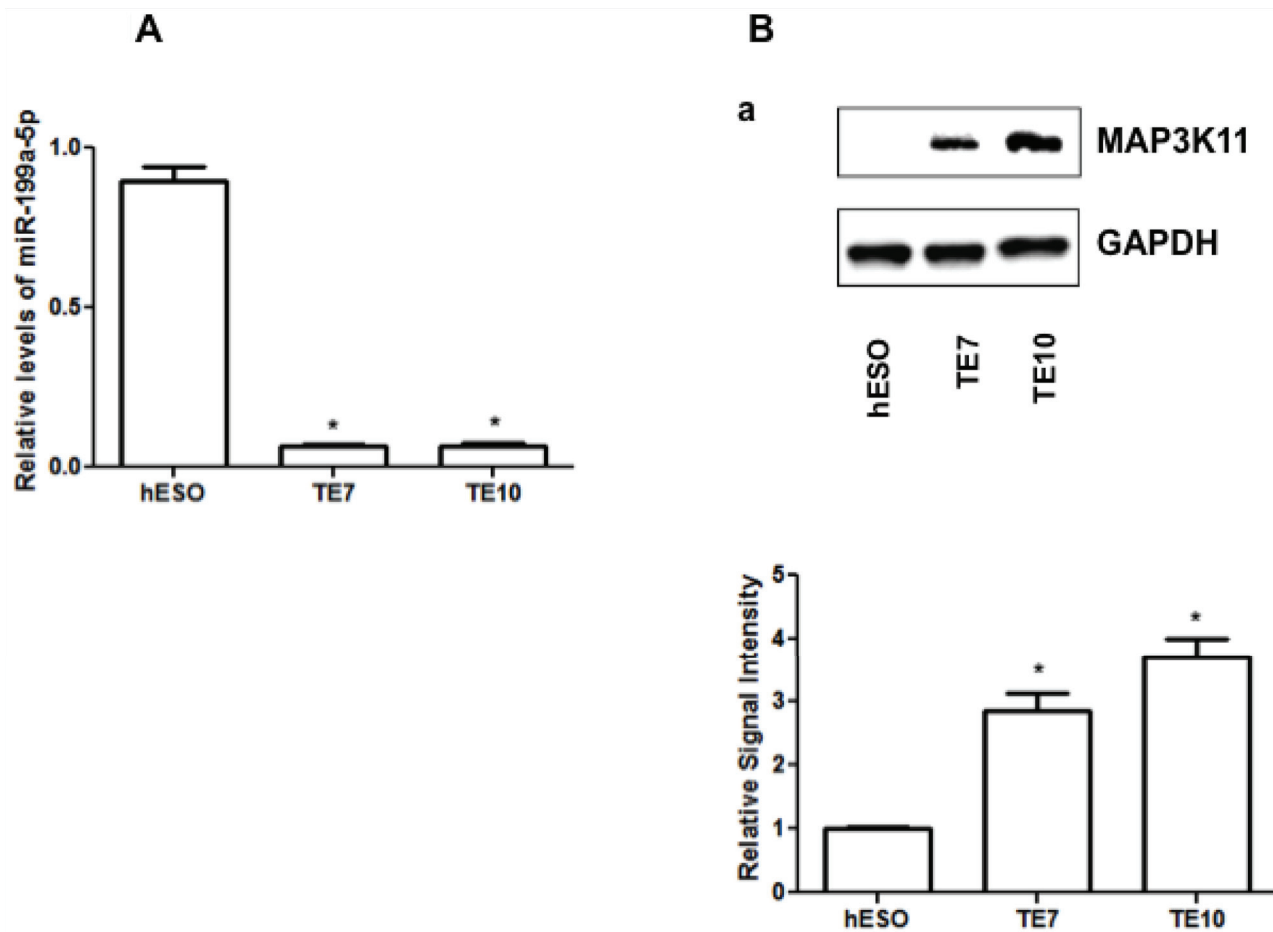 A
Relative levels of miR-199a-5p
1.0
0.5
0.0
*
*
hESO
TE7
TE10
B
a
MAP3K11
GAPDH
hESO
TE7
TE10
Relative Signal Intensity
5
4
3
2
1
0
*
*
hESO
TE7
TE10